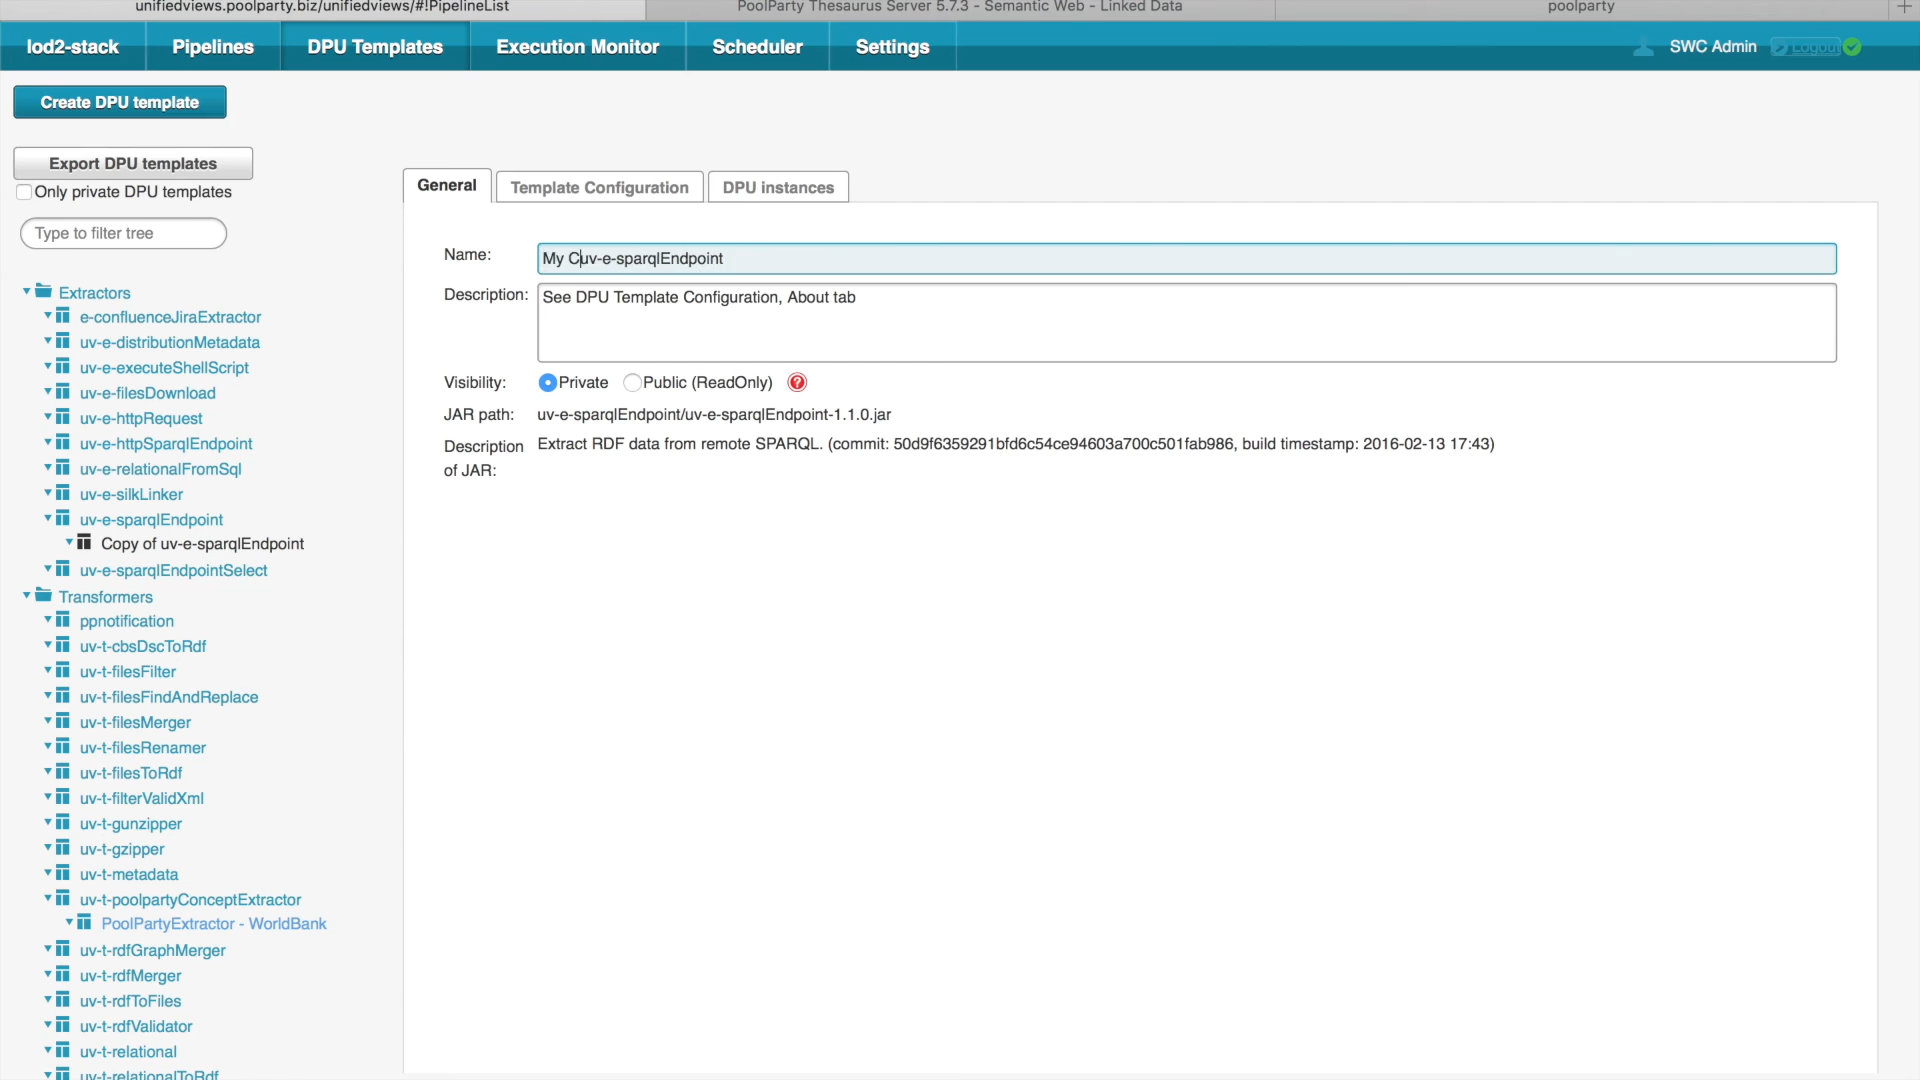 unifiedviews.poolparty.biz/unifiedviews/#!PipelineList
PoolParty Thesaurus Server 5.7.3 - Semantic Web - Linked Data
poolparty
lod2-stack
Pipelines
DPU Templates
Execution Monitor
Scheduler
Settings
SWC Admin
Logout
Create DPU template
Export DPU templates
Only private DPU templates
Type to filter tree
Extractors
e-confluenceJiraExtractor
uv-e-distributionMetadata
uv-e-executeShellScript
uv-e-filesDownload
uv-e-httpRequest
uv-e-httpSparqlEndpoint
uv-e-relationalFromSql
uv-e-silkLinker
uv-e-sparqlEndpoint
Copy of uv-e-sparqlEndpoint
uv-e-sparqlEndpointSelect
Transformers
ppnotification
uv-t-cbsDscToRdf
uv-t-filesFilter
uv-t-filesFindAndReplace
uv-t-filesMerger
uv-t-filesRenamer
uv-t-filesToRdf
uv-t-filterValidXml
uv-t-gunzipper
uv-t-gzipper
uv-t-metadata
uv-t-poolpartyConceptExtractor
PoolPartyExtractor - WorldBank
uv-t-rdfGraphMerger
uv-t-rdfMerger
uv-t-rdfToFiles
uv-t-rdfValidator
uv-t-relational
uv-t-relationalToRdf
General
Template Configuration
DPU instances
Name: My Cuv-e-sparqlEndpoint
Description: See DPU Template Configuration, About tab
Visibility: Private Public (ReadOnly) ?
JAR path: uv-e-sparqlEndpoint/uv-e-sparqlEndpoint-1.1.0.jar
Description Extract RDF data from remote SPARQL. (commit: 50d9f6359291bfd6c54ce94603a700c501fab986, build timestamp: 2016-02-13 17:43)
of JAR: